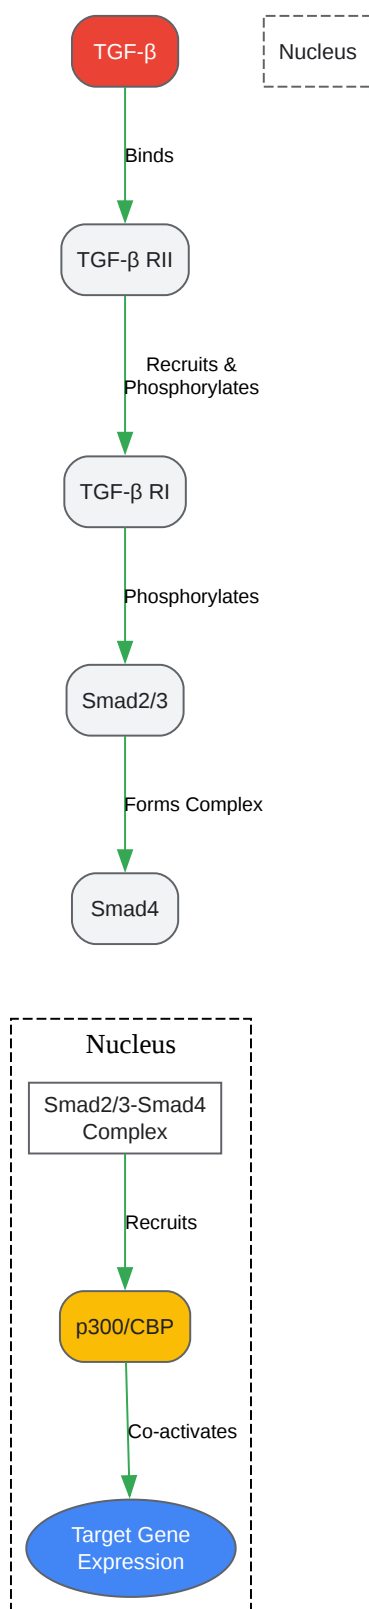 TGF-β
Nucleus
Binds
TGF-β RII
Recruits &
Phosphorylates
TGF-β RI
Phosphorylates
Smad2/3
Forms Complex
Smad4
Nucleus
Smad2/3-Smad4
Complex
Recruits
p300/CBP
Co-activates
Target Gene
Expression